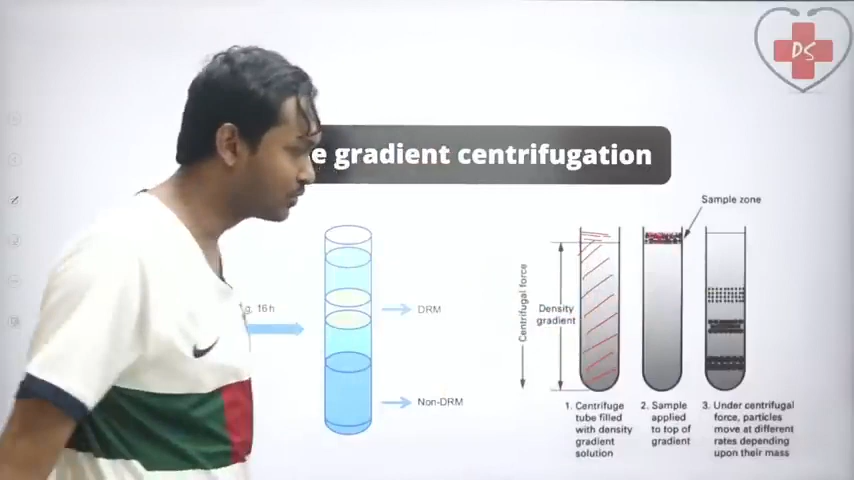 DS
e gradient centrifugation
Sample zone
g, 16h
DRM
Non-DRM
Centrifugal force
Density
gradient
1. Centrifuge
tube filled
with density
gradient
solution
2. Sample
applied
to top of
gradient
3. Under centrifugal
force, particles
move at different
rates depending
upon their mass